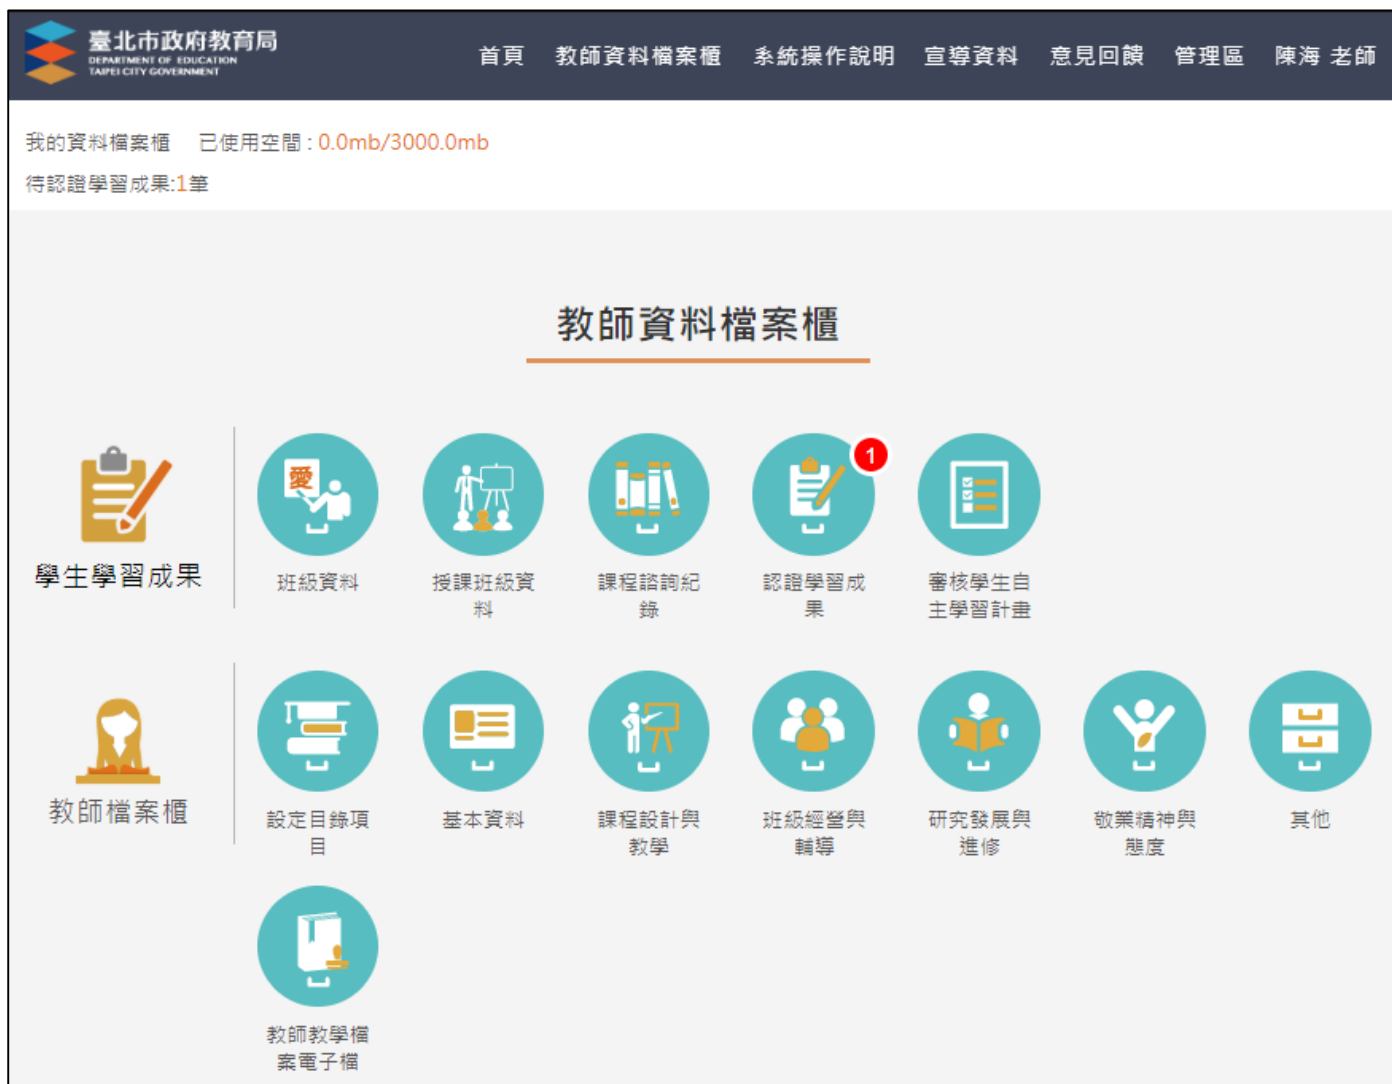 臺北市政府教育局
DEPARTMENT OF EDUCATION
TAIPEI CITY GOVERNMENT
首頁 教師資料檔案櫃 系統操作說明 宣導資料 意見回饋 管理區 陳海 老師
我的資料檔案櫃 已使用空間 : 0.0mb/3000.0mb
待認證學習成果:1筆
教師資料檔案櫃
學生學習成果
愛
1
班級資料
授課班級資
料
課程諮詢紀
錄
認證學習成
果
審核學生自
主學習計畫
教師檔案櫃
設定目錄項
目
基本資料
課程設計與
教學
班級經營與
輔導
研究發展與
進修
敬業精神與
態度
其他
教師教學檔
案電子檔